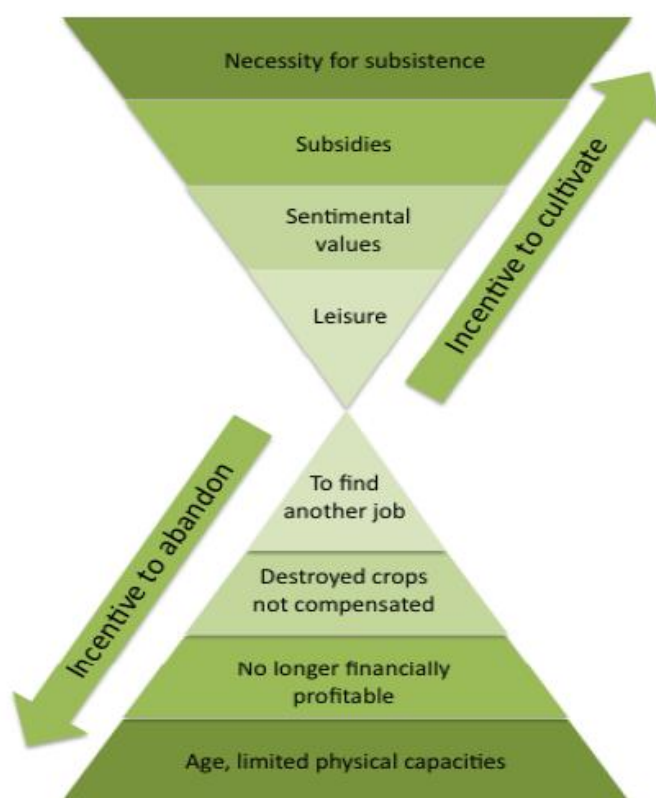 Necessity for subsistence
Subsidies
Sentimental
values
Leisure
Incentive to cultivate
To find
another job
Destroyed crops
not compensated
No longer financially
profitable
Age, limited physical capacities
Incentive to abandon